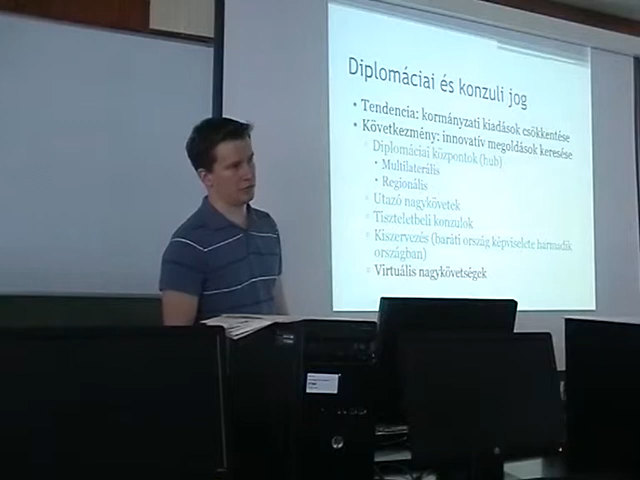 Diplomáciai és konzuli jog
• Tendencia: kormányzati kiadások csökkentése
• Következmény: innovatív megoldások keresése
▫ Diplomáciai központok (hub)
• Multilaterális
• Regionális
▫ Utazó nagykövetek
▫ Tiszteletbeli konzulok
▫ Kiszervezés (baráti ország képviselete harmadik
országban)
▫ Virtuális nagykövetségek